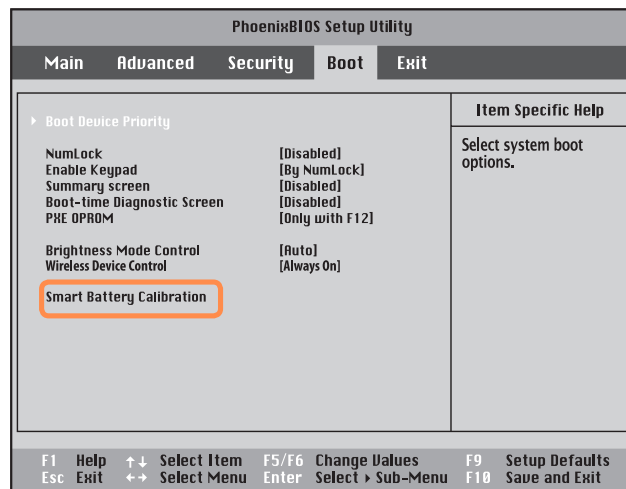 PhoenixBIOS Setup Utility
Main Advanced Security Boot Exit
Item Specific Help
Boot Device Priority
Select system boot
options.
NumLock [Disabled]
Enable Keypad [By NumLock]
Summary screen [Disabled]
Boot-time Diagnostic Screen [Disabled]
PXE OPROM [Only with F12]
Brightness Mode Control [Auto]
Wireless Device Control [Always On]
Smart Battery Calibration
F1 Help ↑↓ Select Item F5/F6 Change Values F9 Setup Defaults
Esc Exit ←→ Select Menu Enter Select ▸ Sub-Menu F10 Save and Exit